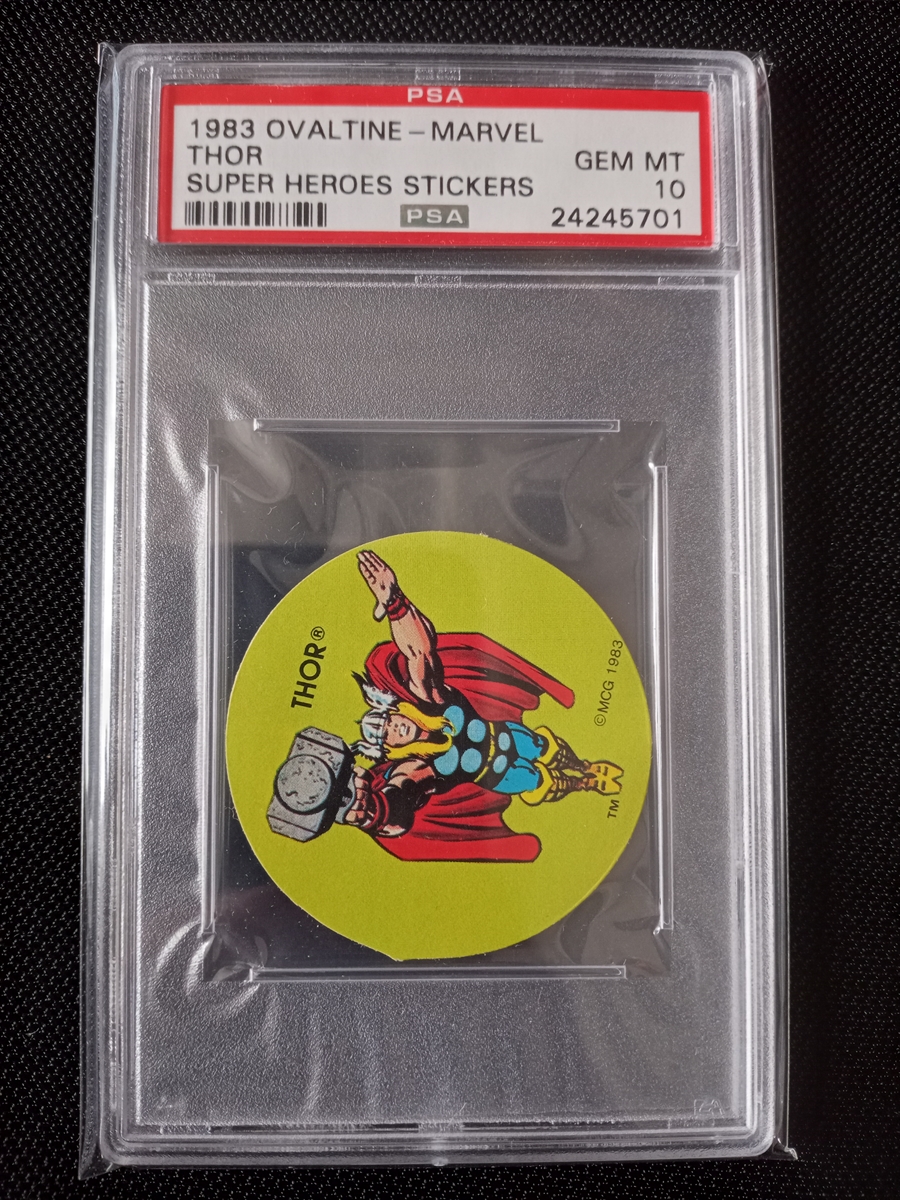 PSA
1983 OVALTINE – MARVEL
THOR GEM MT
SUPER HEROES STICKERS 10
PSA 24245701
THOR®
©MCG 1983
TM